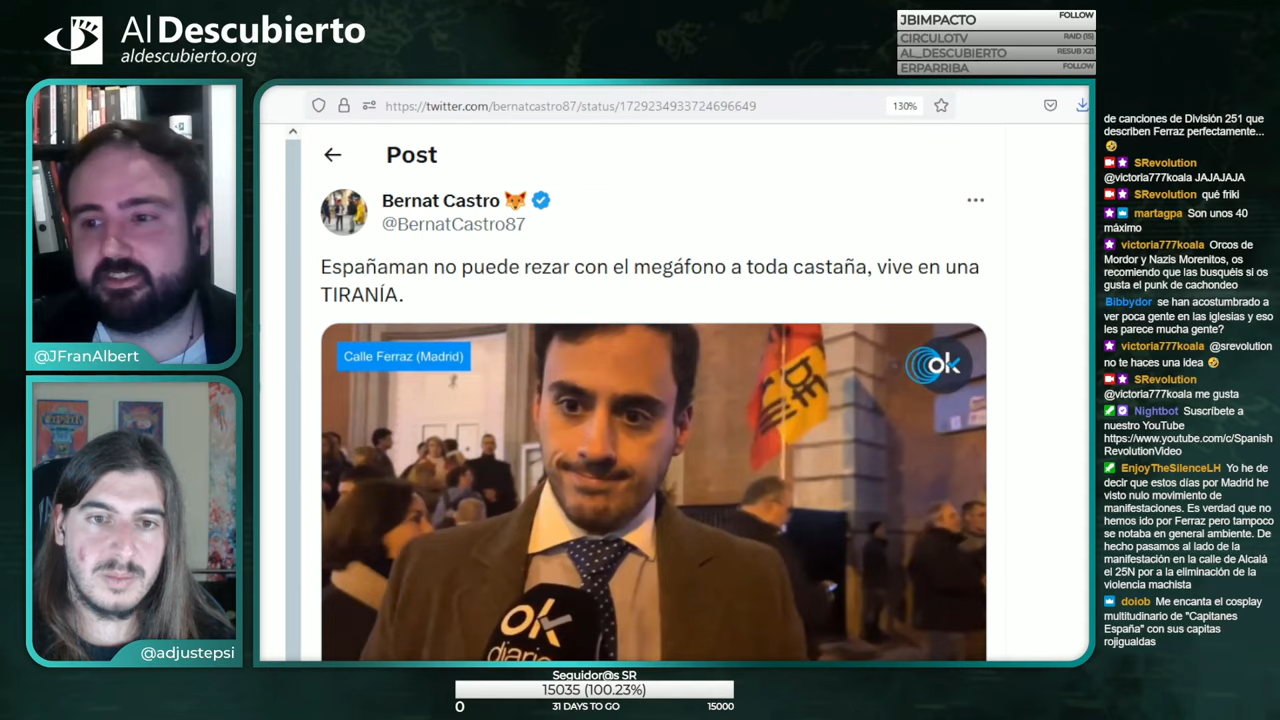 Al Descubierto
aldescubierto.org
JBIMPACTO FOLLOW
CIRCULOTV RAID (15)
AL_DESCUBIERTO RESUB X21
ERPARRIBA FOLLOW
@JFranAlbert
@adjustepsi
https://twitter.com/bernatcastro87/status/1729234933724696649
130%
Post
Bernat Castro
@BernatCastro87
Españaman no puede rezar con el megáfono a toda castaña, vive en una
TIRANÍA.
Calle Ferraz (Madrid)
ok
ok
diario
de canciones de División 251 que
describen Ferraz perfectamente...
SRevolution
@victoria777koala JAJAJAJA
SRevolution qué friki
martagpa Son unos 40
máximo
victoria777koala Orcos de
Mordor y Nazis Morenitos, os
recomiendo que las busquéis si os
gusta el punk de cachondeo
Bibbydor se han acostumbrado a
ver poca gente en las iglesias y eso
les parece mucha gente?
victoria777koala @srevolution
no te haces una idea
SRevolution
@victoria777koala me gusta
Nightbot Suscríbete a
nuestro YouTube
https://www.youtube.com/c/Spanish
RevolutionVideo
EnjoyTheSilenceLH Yo he de
decir que estos días por Madrid he
visto nulo movimiento de
manifestaciones. Es verdad que no
hemos ido por Ferraz pero tampoco
se notaba en general ambiente. De
hecho pasamos al lado de la
manifestación en la calle de Alcalá
el 25N por a la eliminación de la
violencia machista
doiob Me encanta el cosplay
multitudinario de "Capitanes
España" con sus capitas
rojigualdas
Seguidor@s SR
15035 (100.23%)
0 31 DAYS TO GO 15000